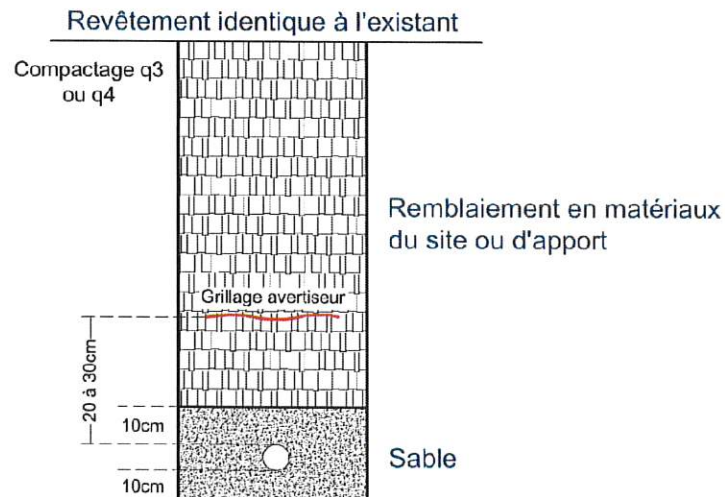 Revêtement identique à l'existant
Compactage q3
ou q4
Remblaiement en matériaux
du site ou d'apport
Grillage avertiseur
20 à 30cm
10cm
Sable
10cm